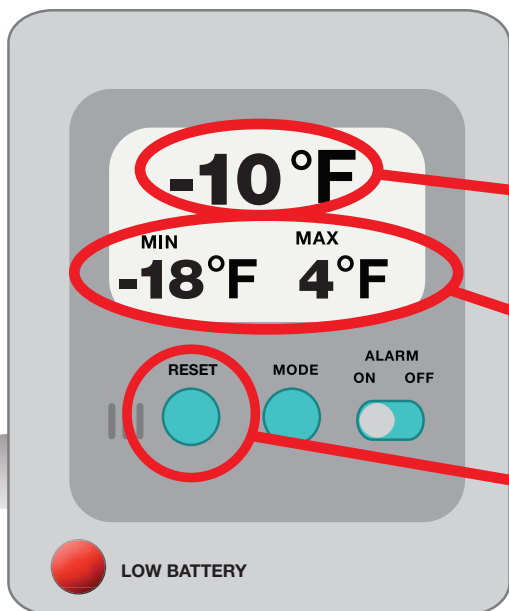 -10°F
MIN MAX
-18°F 4°F
RESET MODE ALARM
ON OFF
LOW BATTERY